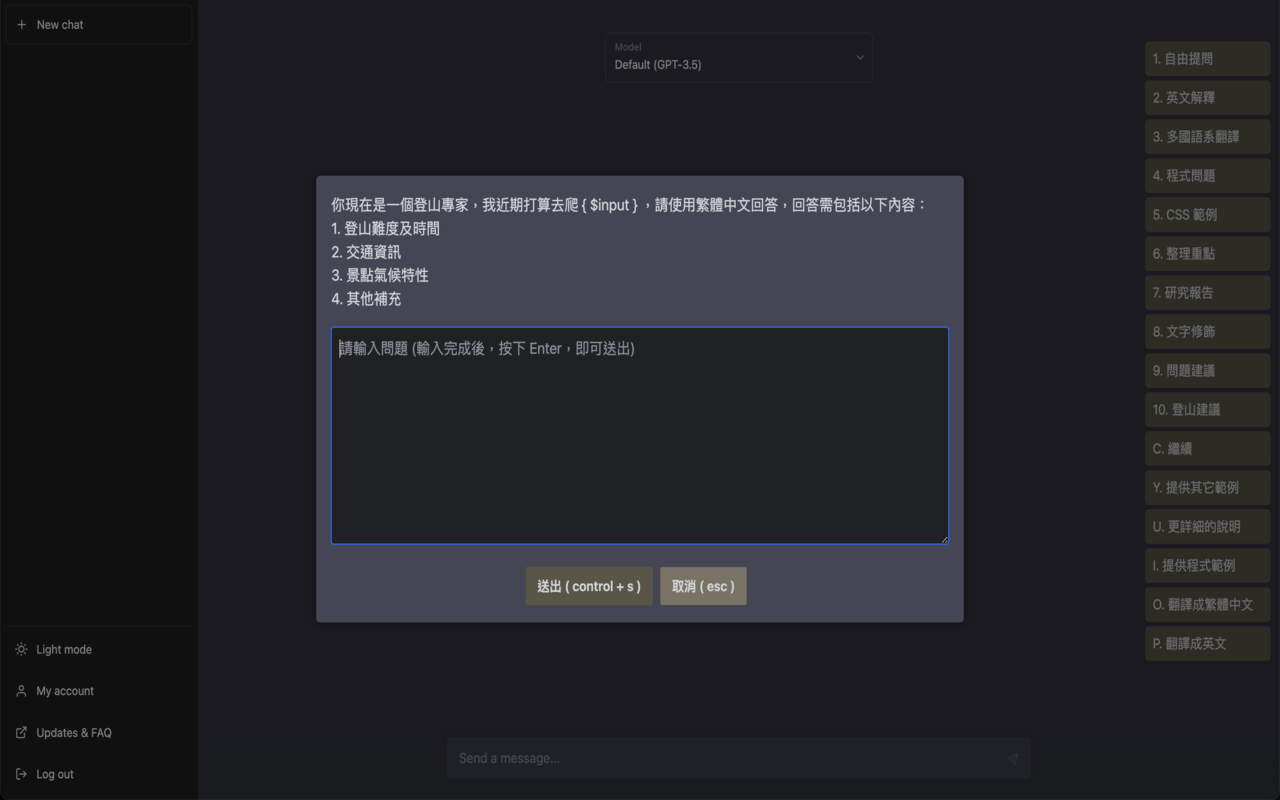 New chat
Light mode
My account
Updates & FAQ
Log out
Model
Default (GPT-3.5)
你現在是一個登山專家，我近期打算去爬 { $input } ，請使用繁體中文回答，回答需包括以下內容：
1. 登山難度及時間
2. 交通資訊
3. 景點氣候特性
4. 其他補充
請輸入問題 (輸入完成後，按下 Enter，即可送出)
送出 ( control + s )
取消 ( esc )
Send a message...
1. 自由提問
2. 英文解釋
3. 多國語系翻譯
4. 程式問題
5. CSS 範例
6. 整理重點
7. 研究報告
8. 文字修飾
9. 問題建議
10. 登山建議
C. 繼續
Y. 提供其它範例
U. 更詳細的說明
I. 提供程式範例
O. 翻譯成繁體中文
P. 翻譯成英文